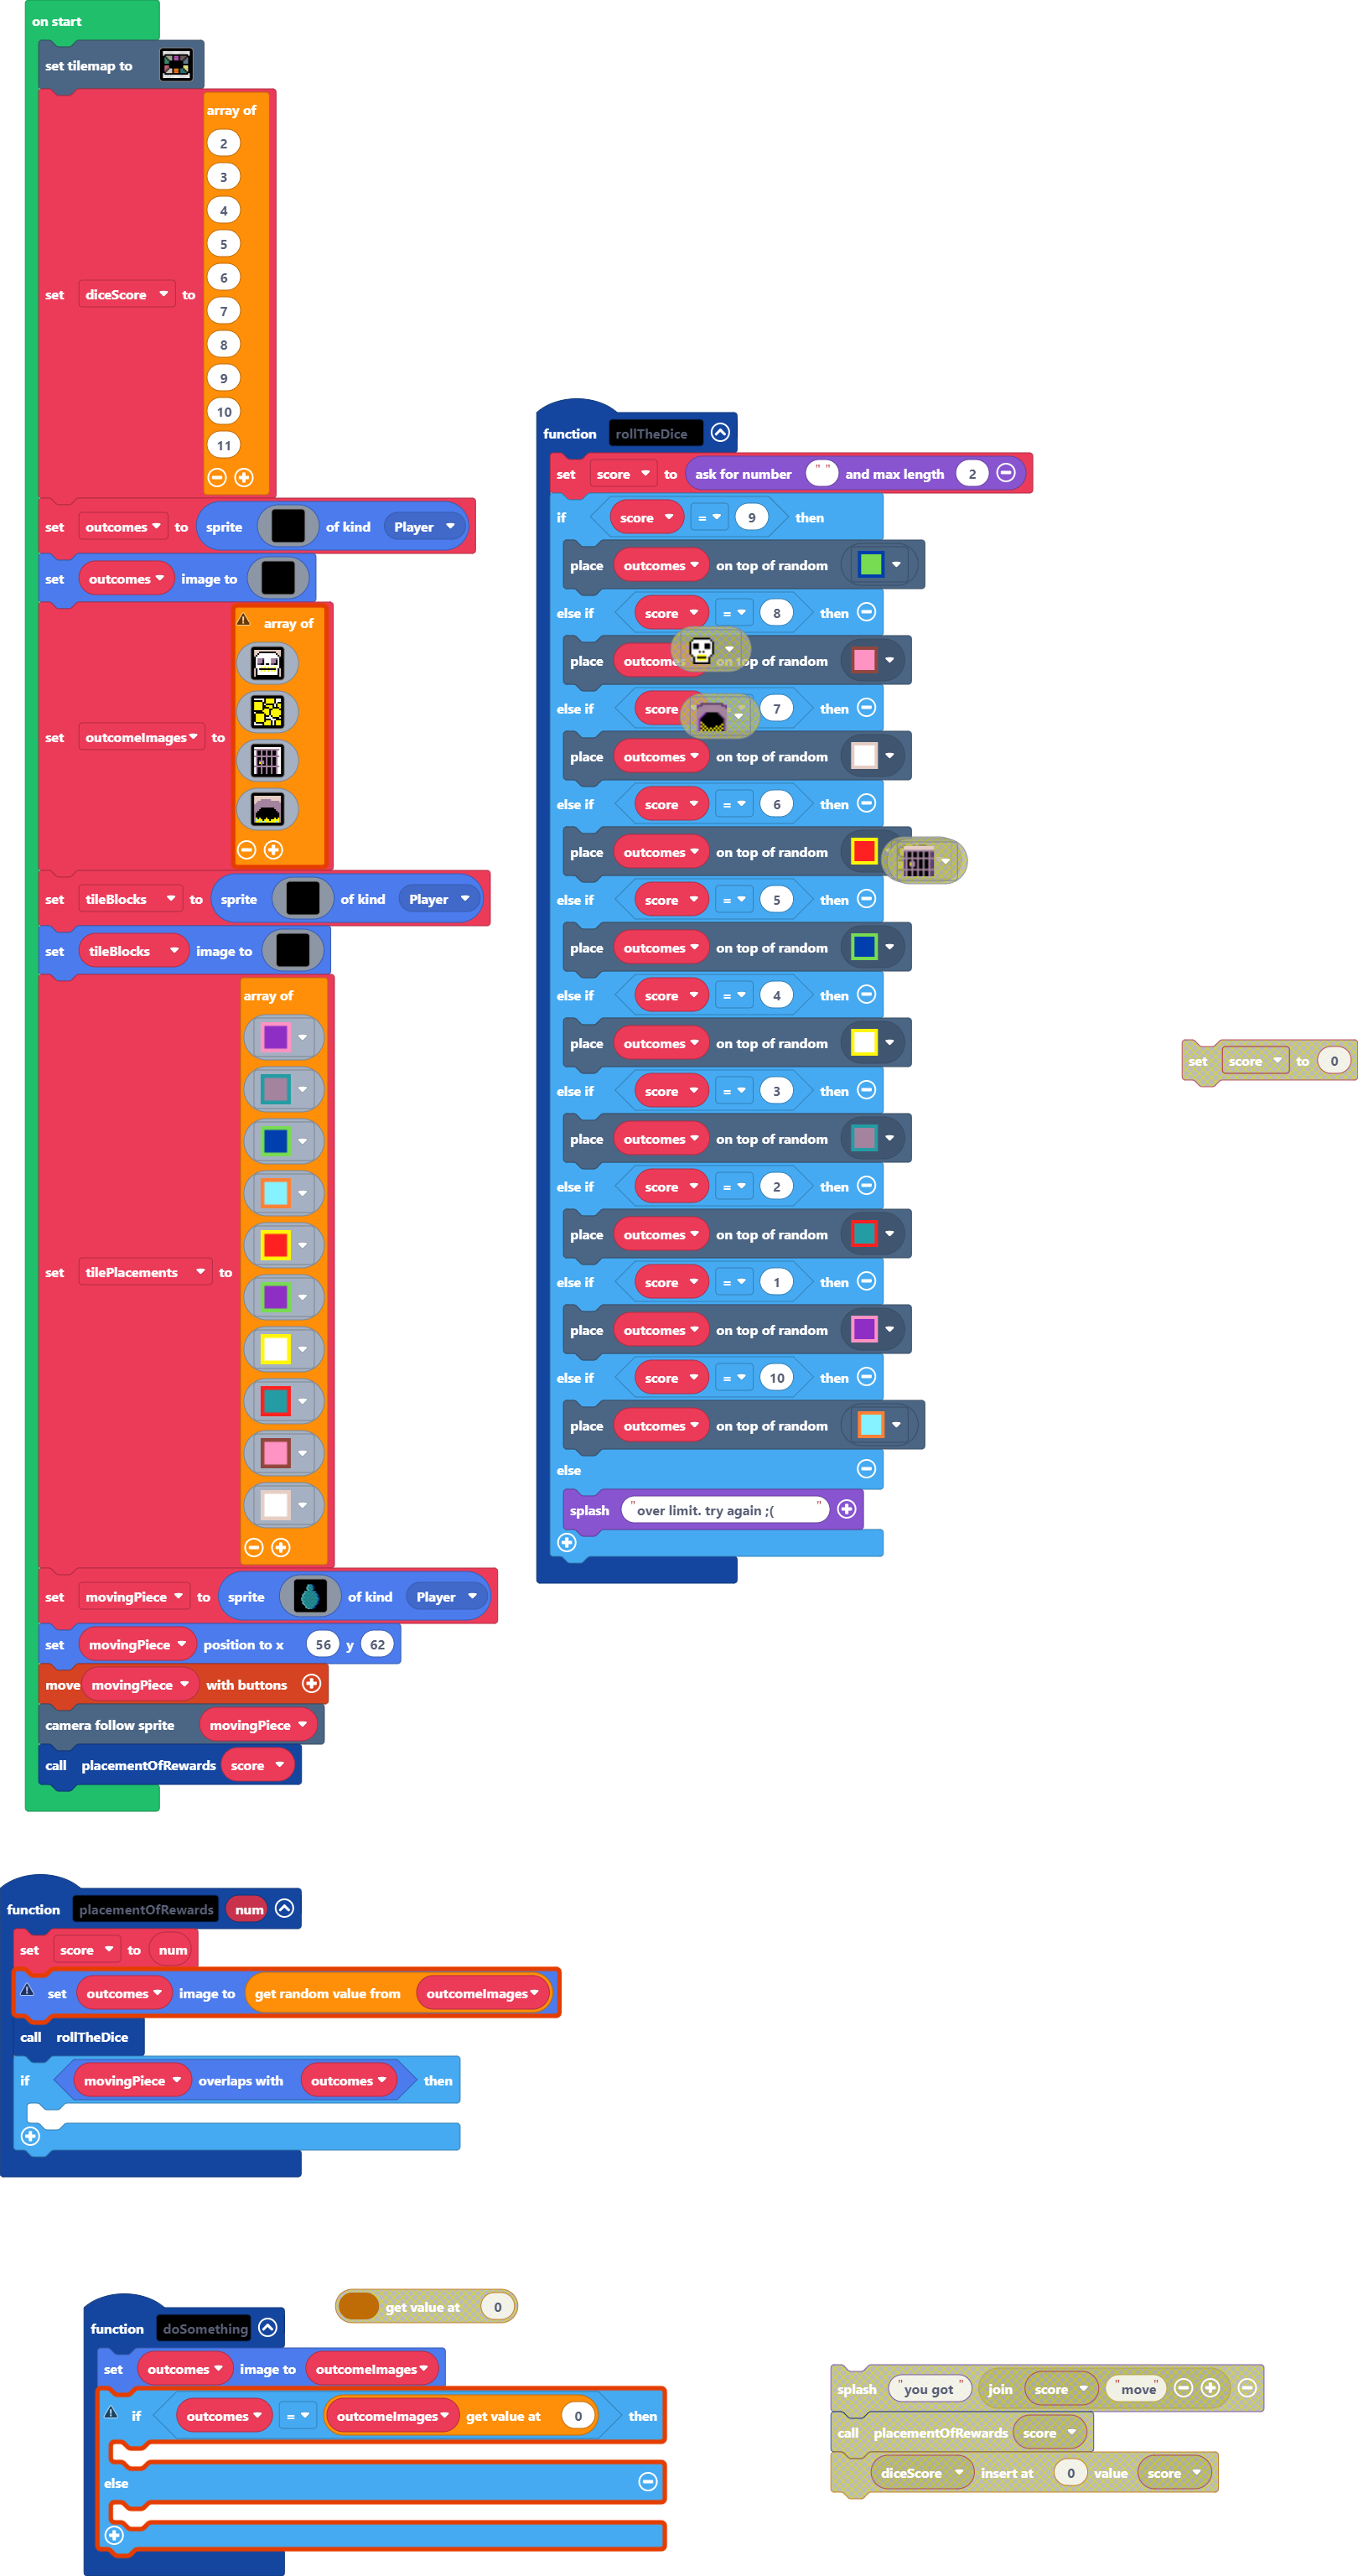 on start
set tilemap to
set diceScore to array of
2
3
4
5
6
7
8
9
10
11
set outcomes to sprite of kind Player
set outcomes image to
set outcomeImages to array of
set tileBlocks to sprite of kind Player
set tileBlocks image to
set tilePlacements to array of
set movingPiece to sprite of kind Player
set movingPiece position to x 56 y 62
move movingPiece with buttons
camera follow sprite movingPiece
call placementOfRewards score
function rollTheDice
set score to ask for number " " and max length 2
if score = 9 then
place outcomes on top of random
else if score = 8 then
place outcomes on top of random
else if score = 7 then
place outcomes on top of random
else if score = 6 then
place outcomes on top of random
else if score = 5 then
place outcomes on top of random
else if score = 4 then
place outcomes on top of random
else if score = 3 then
place outcomes on top of random
else if score = 2 then
place outcomes on top of random
else if score = 1 then
place outcomes on top of random
else if score = 10 then
place outcomes on top of random
else
splash "over limit. try again ;( "
set score to 0
function placementOfRewards num
set score to num
set outcomes image to get random value from outcomeImages
call rollTheDice
if movingPiece overlaps with outcomes then
get value at 0
function doSomething
set outcomes image to outcomeImages
if outcomes = outcomeImages get value at 0 then
else
splash "you got " join score "move"
call placementOfRewards score
diceScore insert at 0 value score